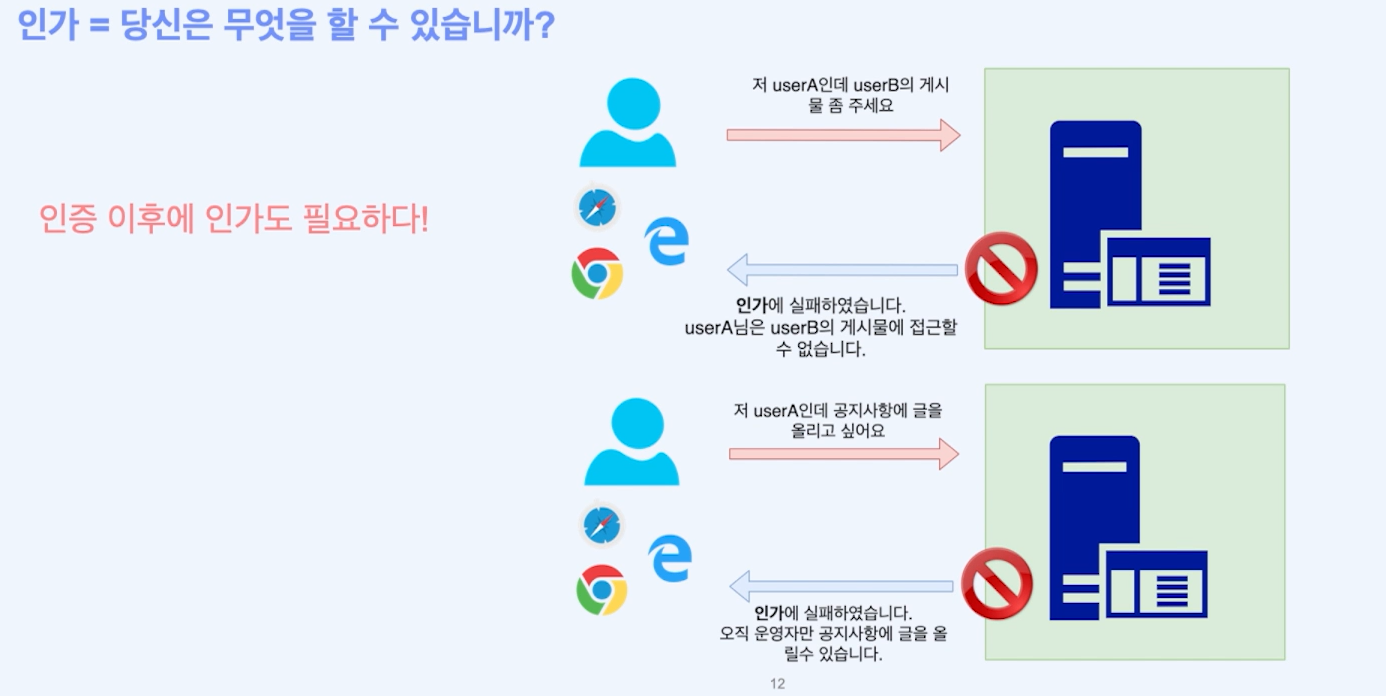 인가 = 당신은 무엇을 할 수 있습니까?
인증 이후에 인가도 필요하다!
저 userA인데 userB의 게시
물 좀 주세요
인가에 실패하였습니다.
userA님은 userB의 게시물에 접근할
수 없습니다.
저 userA인데 공지사항에 글을
올리고 싶어요
인가에 실패하였습니다.
오직 운영자만 공지사항에 글을 올
릴수 있습니다.
12